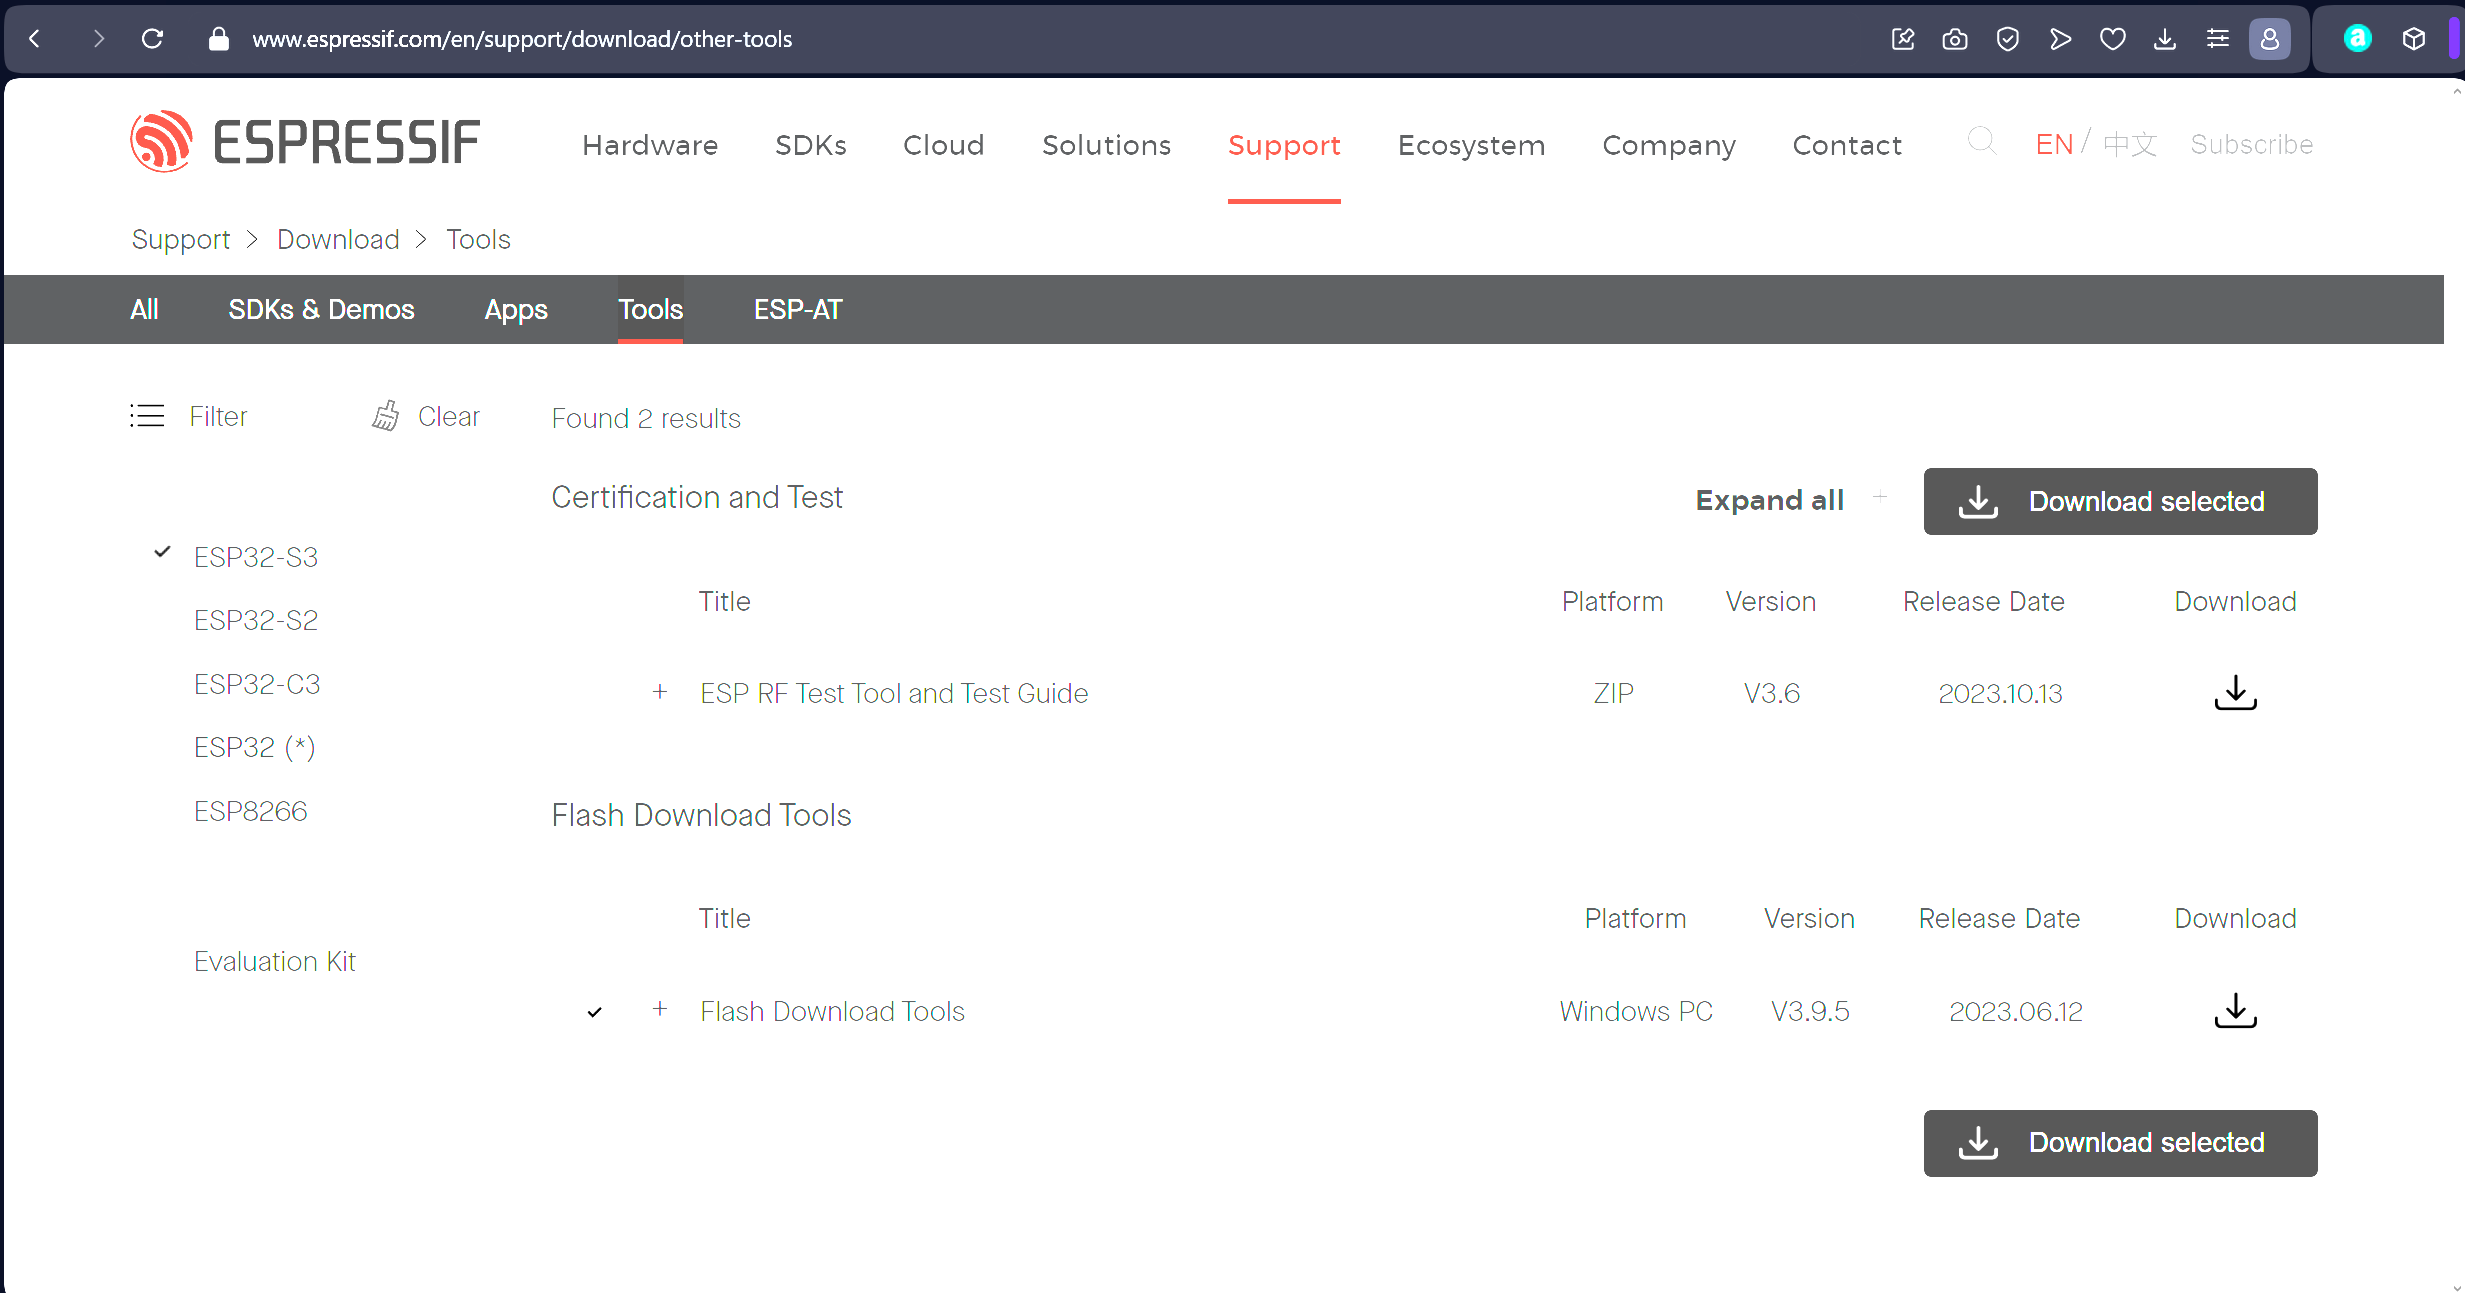 www.espressif.com/en/support/download/other-tools
a
ESPRESSIF
Hardware SDKs Cloud Solutions Support Ecosystem Company Contact EN / 中文 Subscribe
Support > Download > Tools
All SDKs & Demos Apps Tools ESP-AT
Filter Clear Found 2 results
Certification and Test Expand all + Download selected
ESP32-S3
Title Platform Version Release Date Download
ESP32-S2
ESP32-C3
+ ESP RF Test Tool and Test Guide ZIP V3.6 2023.10.13
ESP32 (*)
ESP8266
Flash Download Tools
Title Platform Version Release Date Download
Evaluation Kit
+ Flash Download Tools Windows PC V3.9.5 2023.06.12
Download selected